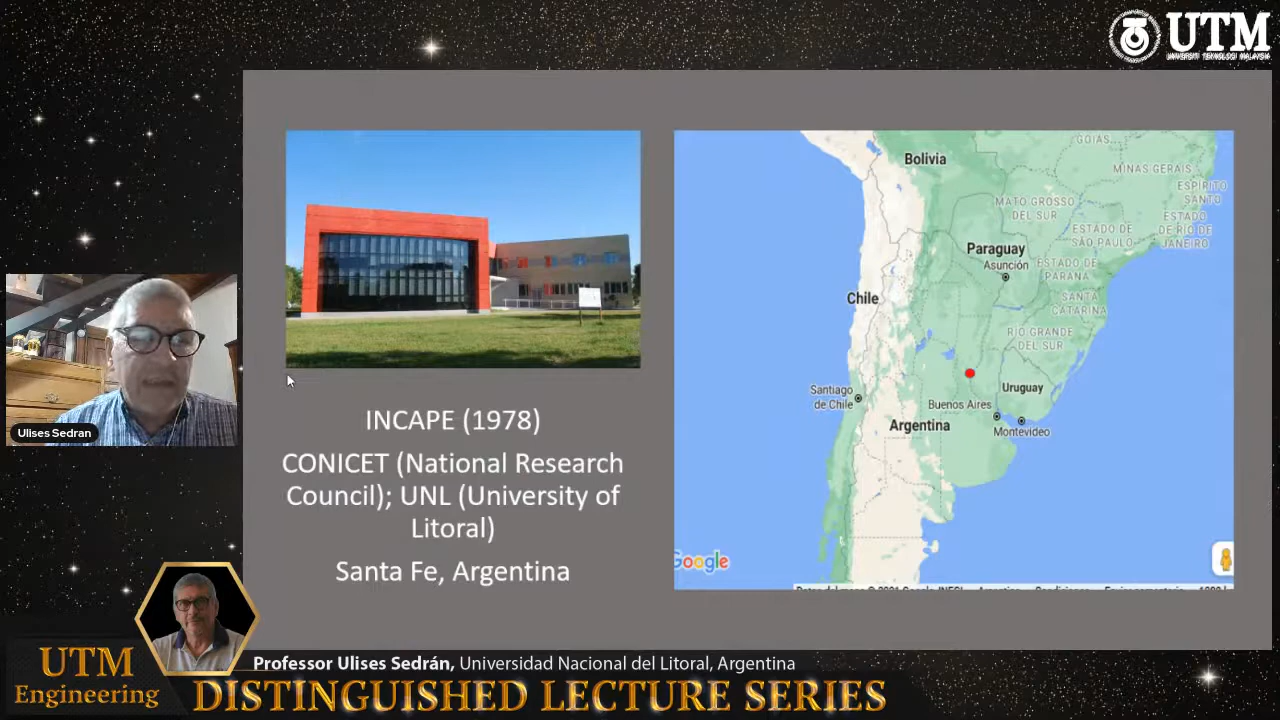 UTM
UNIVERSITI TEKNOLOGI MALAYSIA
Bolivia
GOIÁS
MINAS GERAIS
ESPÍRITO
SANTO
MATO GROSSO
DO SUL
ESTADO
DE RIO DE
JANEIRO
ESTADO DE
SÃO PAULO
Paraguay
Asunción
ESTADO DE
PARANÁ
Chile
SANTA
CATARINA
RIO GRANDE
DO SUL
Santiago
de Chile
Uruguay
Buenos Aires
Argentina
Montevideo
Google
Ulises Sedran
INCAPE (1978)
CONICET (National Research
Council); UNL (University of
Litoral)
Santa Fe, Argentina
UTM
Engineering
Professor Ulises Sedrán, Universidad Nacional del Litoral, Argentina
DISTINGUISHED LECTURE SERIES